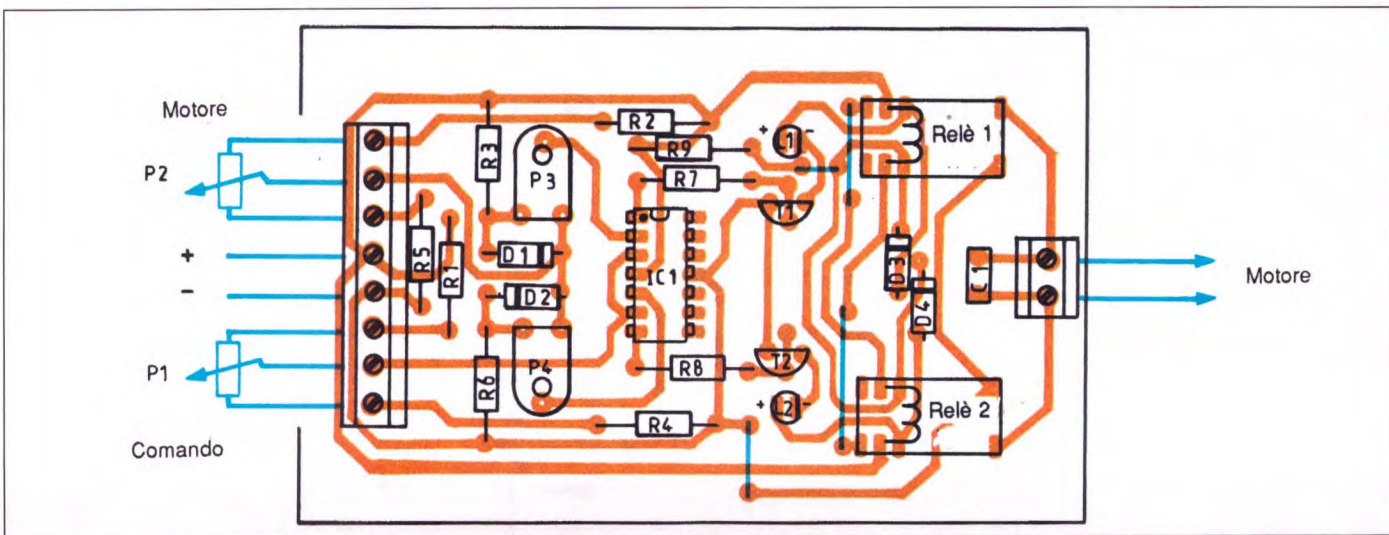 Motore
P2
+
-
P1
Comando
R3
P3
R2
R9
R7
+ L1 -
Relè 1
T1
R5
R1
D1
IC1
D3
D4
C1
Motore
D2
R6
P4
R8
T2
+ L2 -
Relè 2
R4